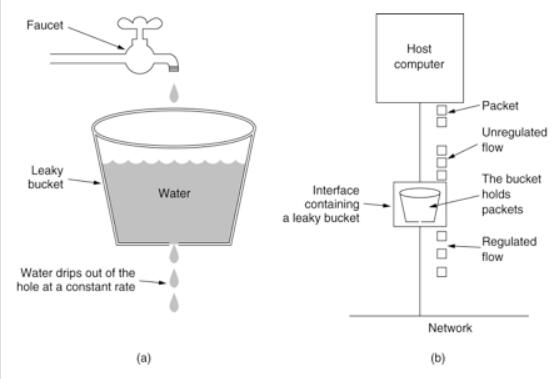 Faucet
Leaky
bucket
Water
Water drips out of the
hole at a constant rate
(a)
Host
computer
Packet
Unregulated
flow
Interface
containing
a leaky bucket
The bucket
holds
packets
Regulated
flow
Network
(b)